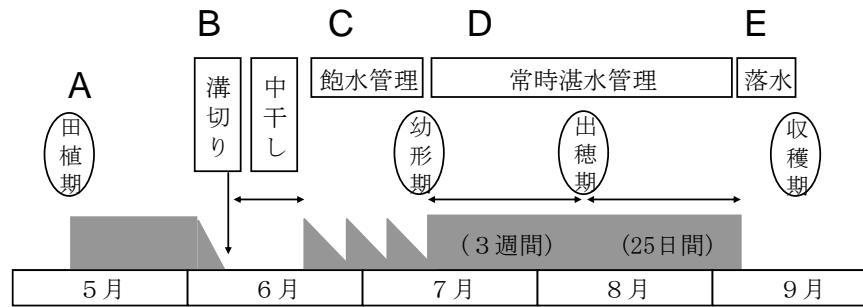 A
B
C
D
E
溝切り
中干し
飽水管理
常時湛水管理
落水
田植期
幼形期
出穂期
収穫期
(３週間)
(25日間)
５月
６月
７月
８月
９月